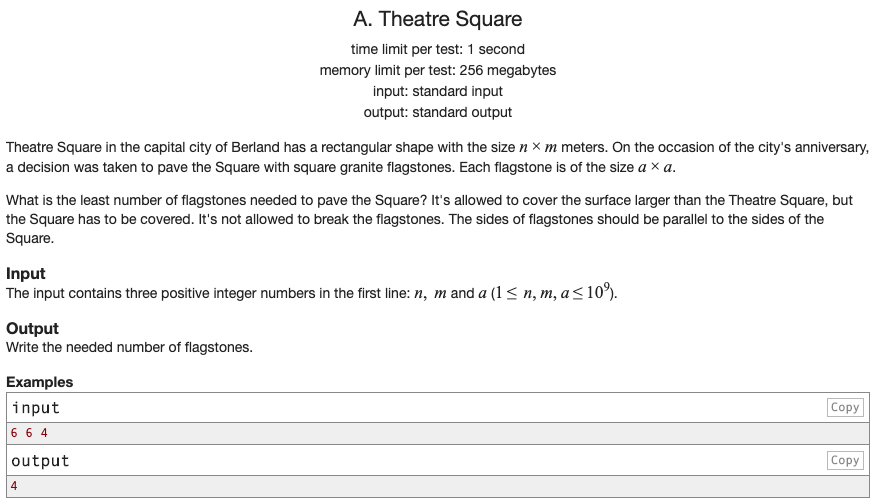 A. Theatre Square
time limit per test: 1 second
memory limit per test: 256 megabytes
input: standard input
output: standard output
Theatre Square in the capital city of Berland has a rectangular shape with the size n × m meters. On the occasion of the city's anniversary,
a decision was taken to pave the Square with square granite flagstones. Each flagstone is of the size a × a.
What is the least number of flagstones needed to pave the Square? It's allowed to cover the surface larger than the Theatre Square, but
the Square has to be covered. It's not allowed to break the flagstones. The sides of flagstones should be parallel to the sides of the
Square.
Input
The input contains three positive integer numbers in the first line: n, m and a (1 ≤ n, m, a ≤ 10⁹).
Output
Write the needed number of flagstones.
Examples
input Copy
6 6 4
output Copy
4